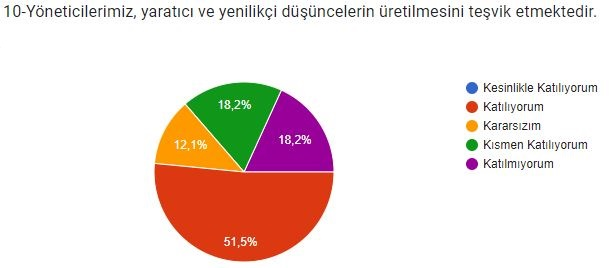 10-Yöneticilerimiz, yaratıcı ve yenilikçi düşüncelerin üretilmesini teşvik etmektedir.
18,2%
12,1%
18,2%
51,5%
Kesinlikle Katılıyorum
Katılıyorum
Kararsızım
Kısmen Katılıyorum
Katılmıyorum